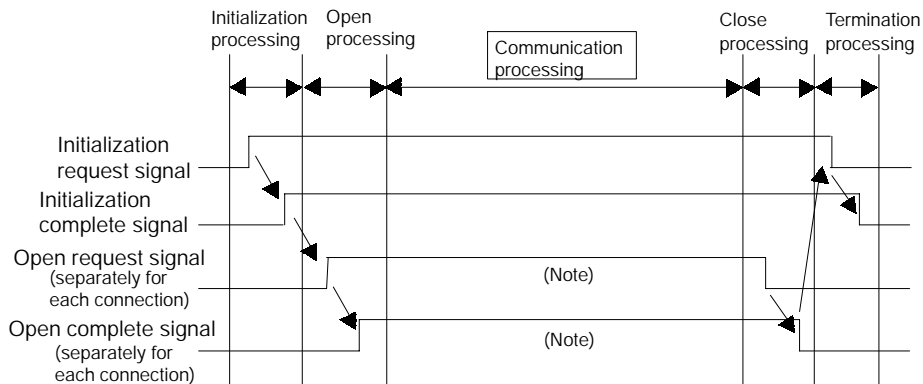 Initialization
processing
Open
processing
Communication
processing
Close
processing
Termination
processing
Initialization
request signal
Initialization
complete signal
Open request signal
(separately for
each connection)
(Note)
Open complete signal
(separately for
each connection)
(Note)